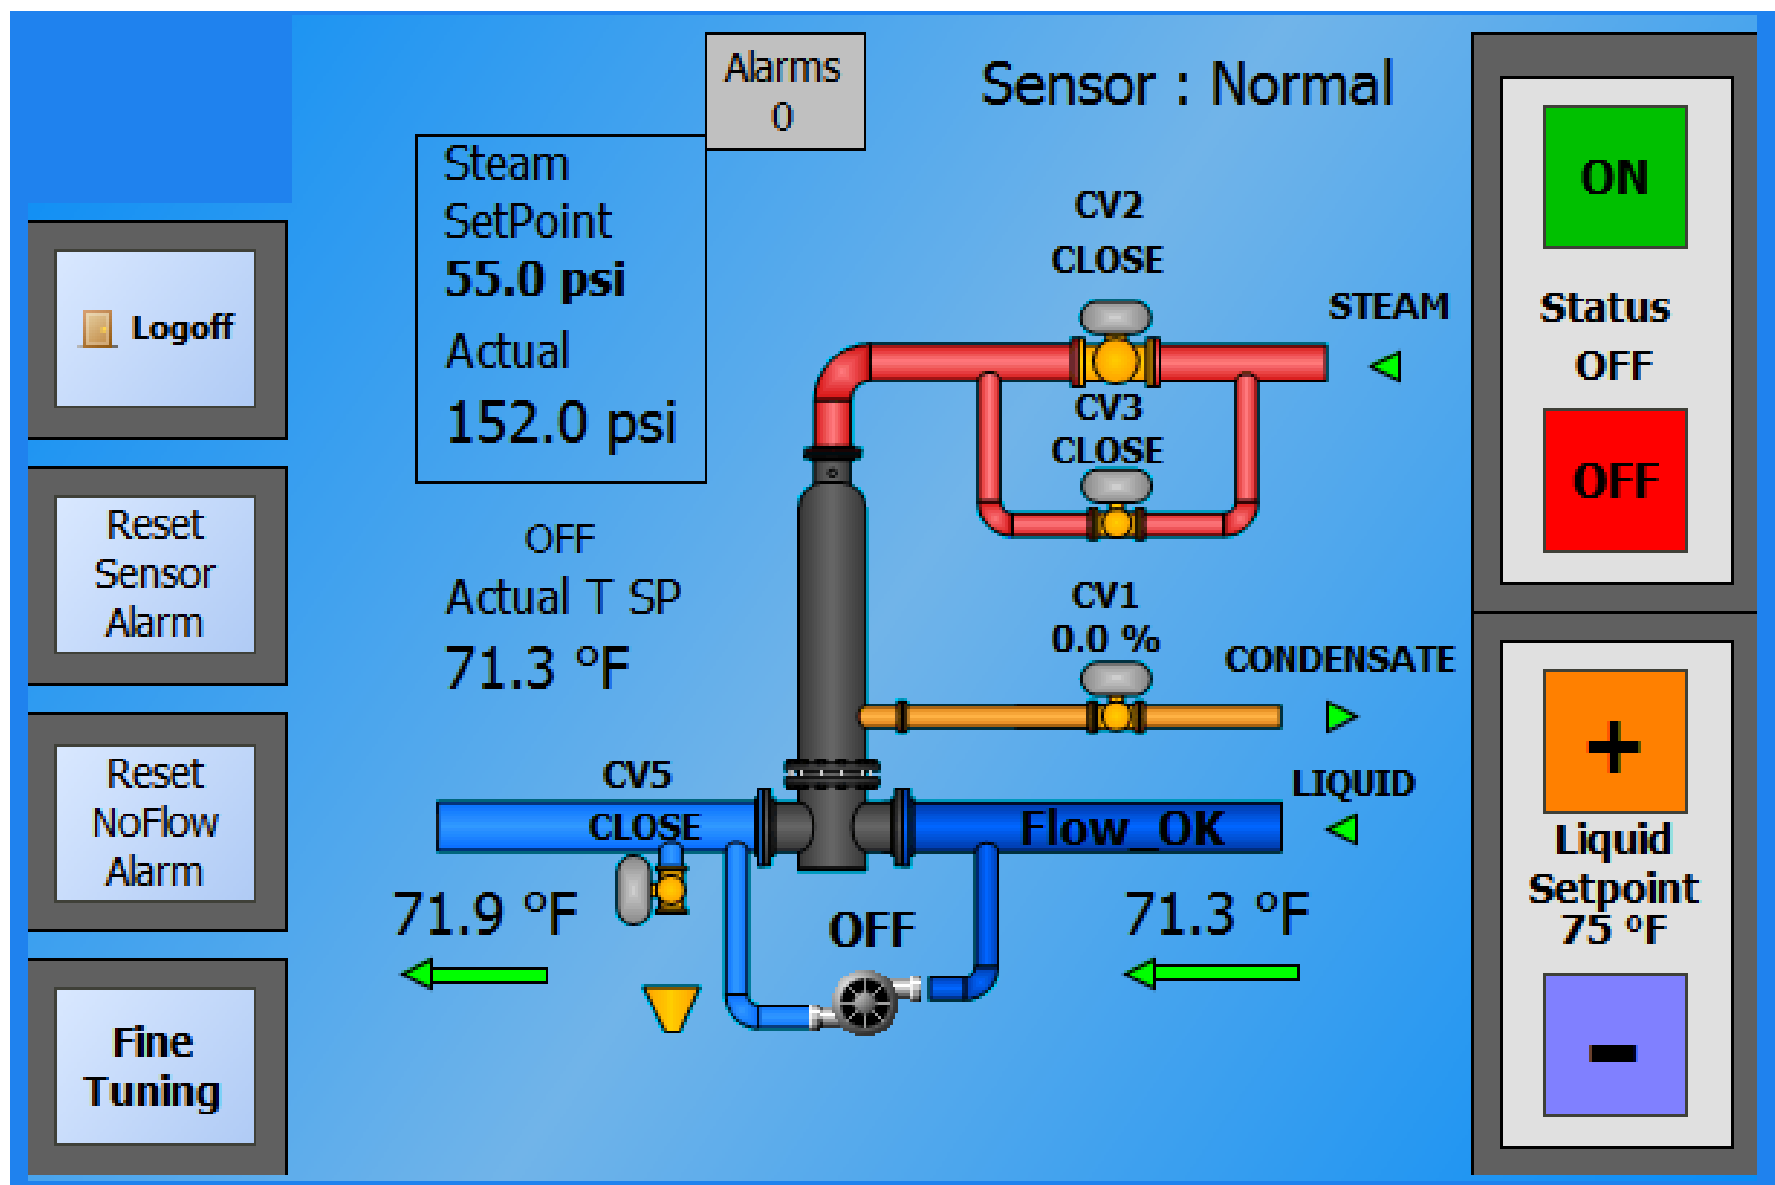 Alarms
0
Sensor : Normal
Steam
SetPoint
55.0 psi
Actual
152.0 psi
OFF
Actual T SP
71.3 °F
Logoff
Reset
Sensor
Alarm
Reset
NoFlow
Alarm
Fine
Tuning
CV2
CLOSE
STEAM
CV3
CLOSE
CV1
0.0 %
CONDENSATE
LIQUID
CV5
CLOSE
Flow_OK
71.9 °F
OFF
71.3 °F
ON
Status
OFF
OFF
+
Liquid
Setpoint
75 °F
-